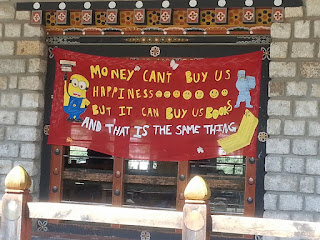 MONEY CANT BUY US
HAPPINESS
BUT IT CAN BUY US BOOKS
AND THAT IS THE SAME THING